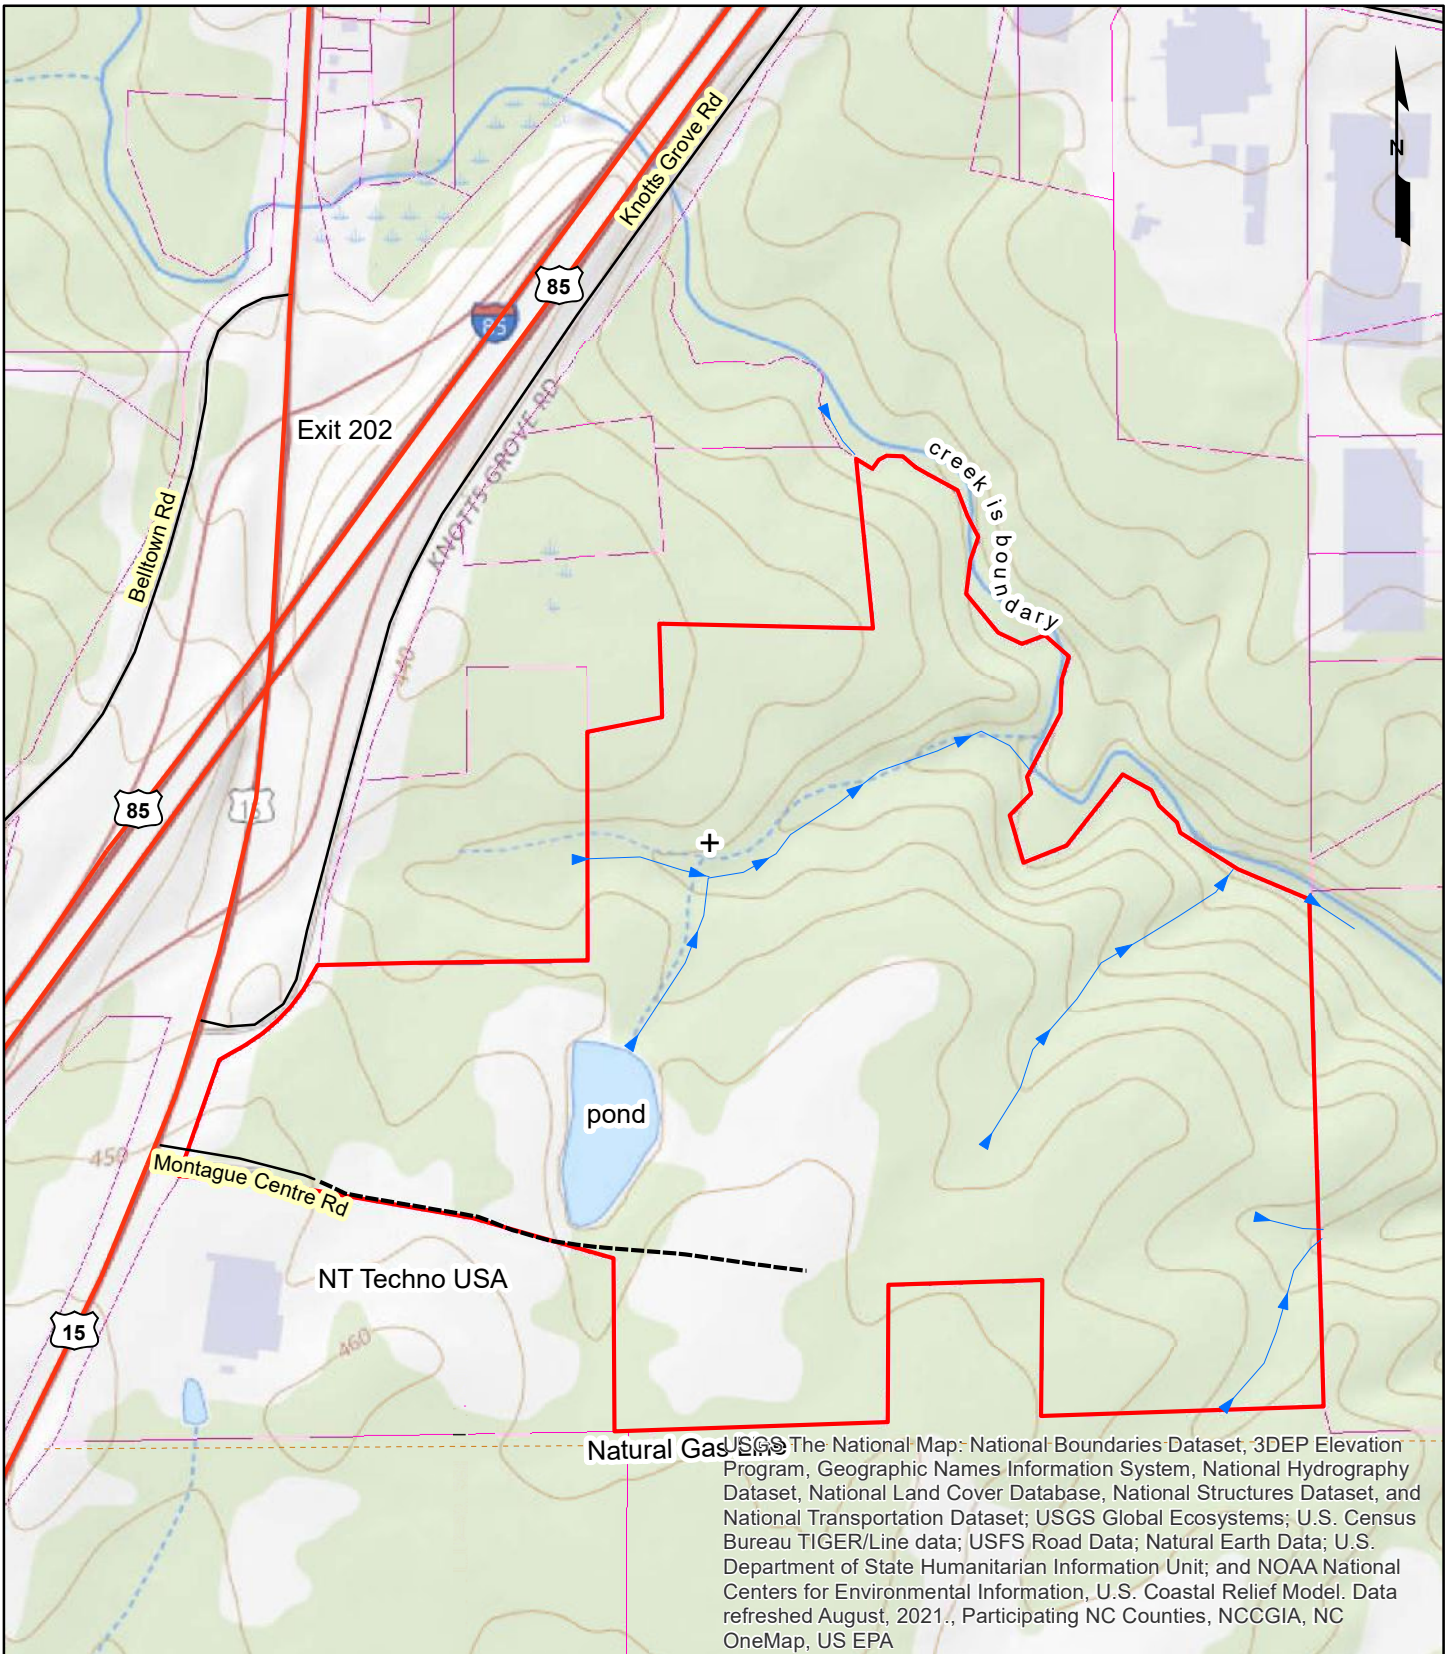 N
Knotts Grove Rd
85
85
Exit 202
KNOTTS GROVE RD
creek is boundary
Belltown Rd
440
85
15
pond
450
Montague Centre Rd
NT Techno USA
15
460
Natural Gas Line
USGS The National Map: National Boundaries Dataset, 3DEP Elevation
Program, Geographic Names Information System, National Hydrography
Dataset, National Land Cover Database, National Structures Dataset, and
National Transportation Dataset; USGS Global Ecosystems; U.S. Census
Bureau TIGER/Line data; USFS Road Data; Natural Earth Data; U.S.
Department of State Humanitarian Information Unit; and NOAA National
Centers for Environmental Information, U.S. Coastal Relief Model. Data
refreshed August, 2021., Participating NC Counties, NCCGIA, NC
OneMap, US EPA